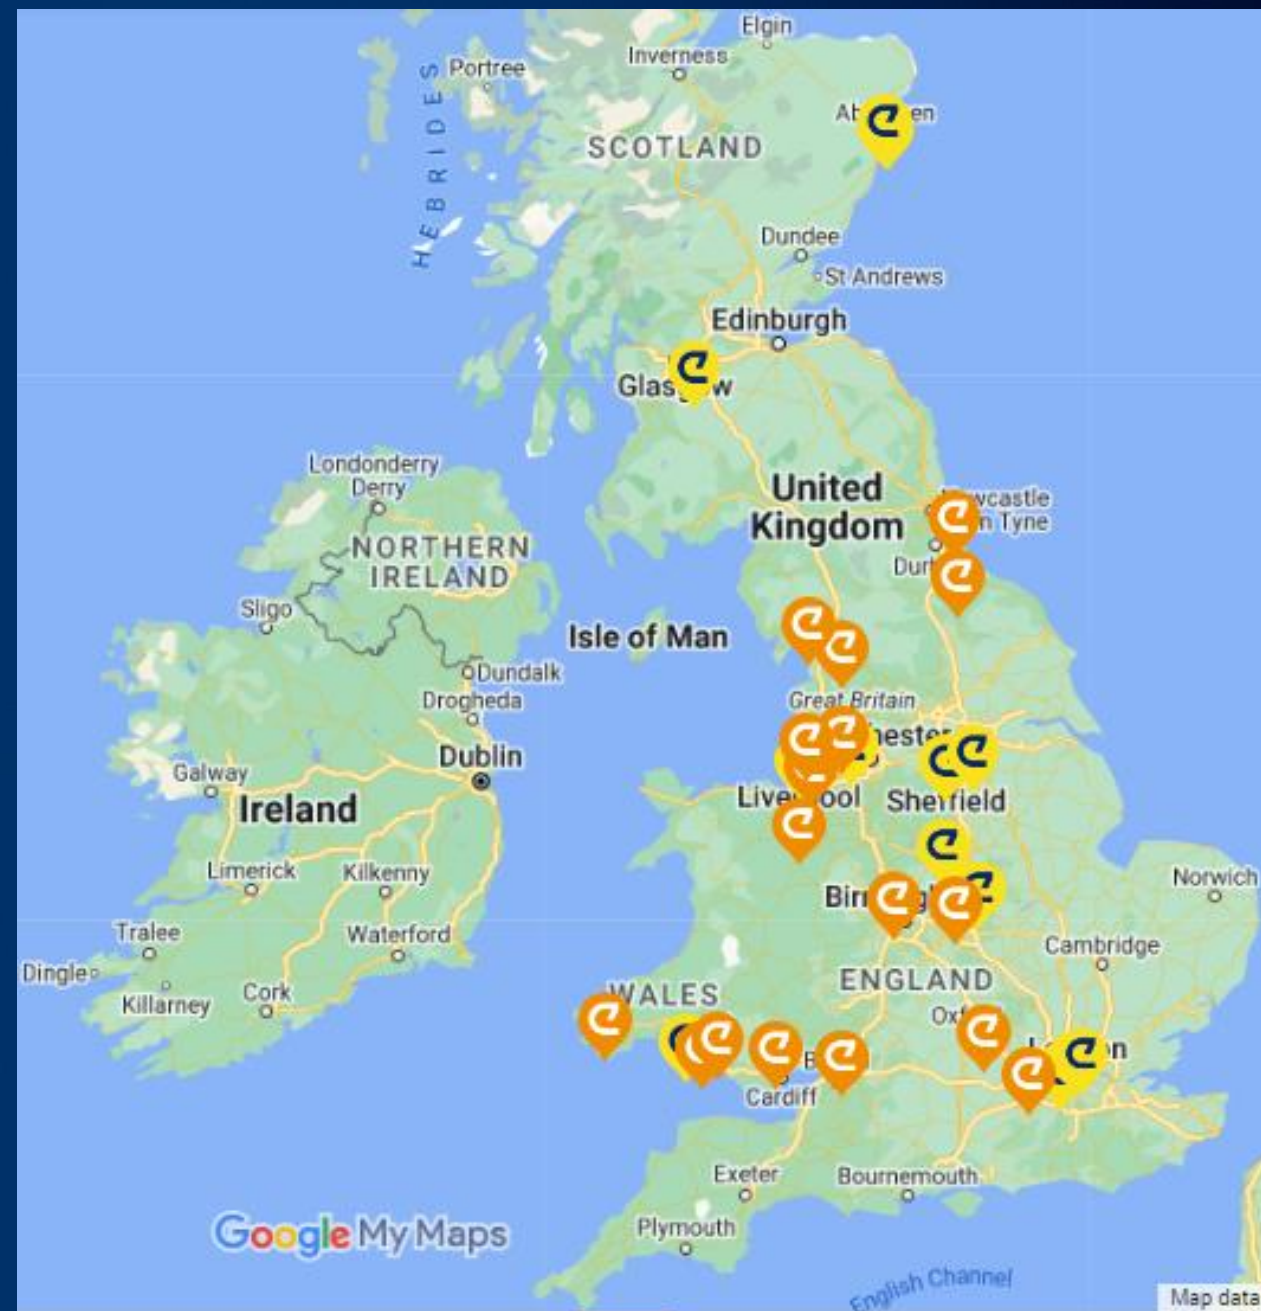 Elgin
Inverness
Portree
HEBRIDES
SCOTLAND
Dundee
St Andrews
Edinburgh
Londonderry
Derry
United
Kingdom
NORTHERN
IRELAND
Sligo
Isle of Man
Dundalk
Great Britain
Drogheda
Dublin
Galway
Ireland
Sheffield
Limerick
Kilkenny
Norwich
Tralee
Waterford
Cambridge
Dingle
Killarney
Cork
WALES
ENGLAND
Cardiff
Exeter
Bournemouth
Plymouth
Google My Maps
English Channel
Map data